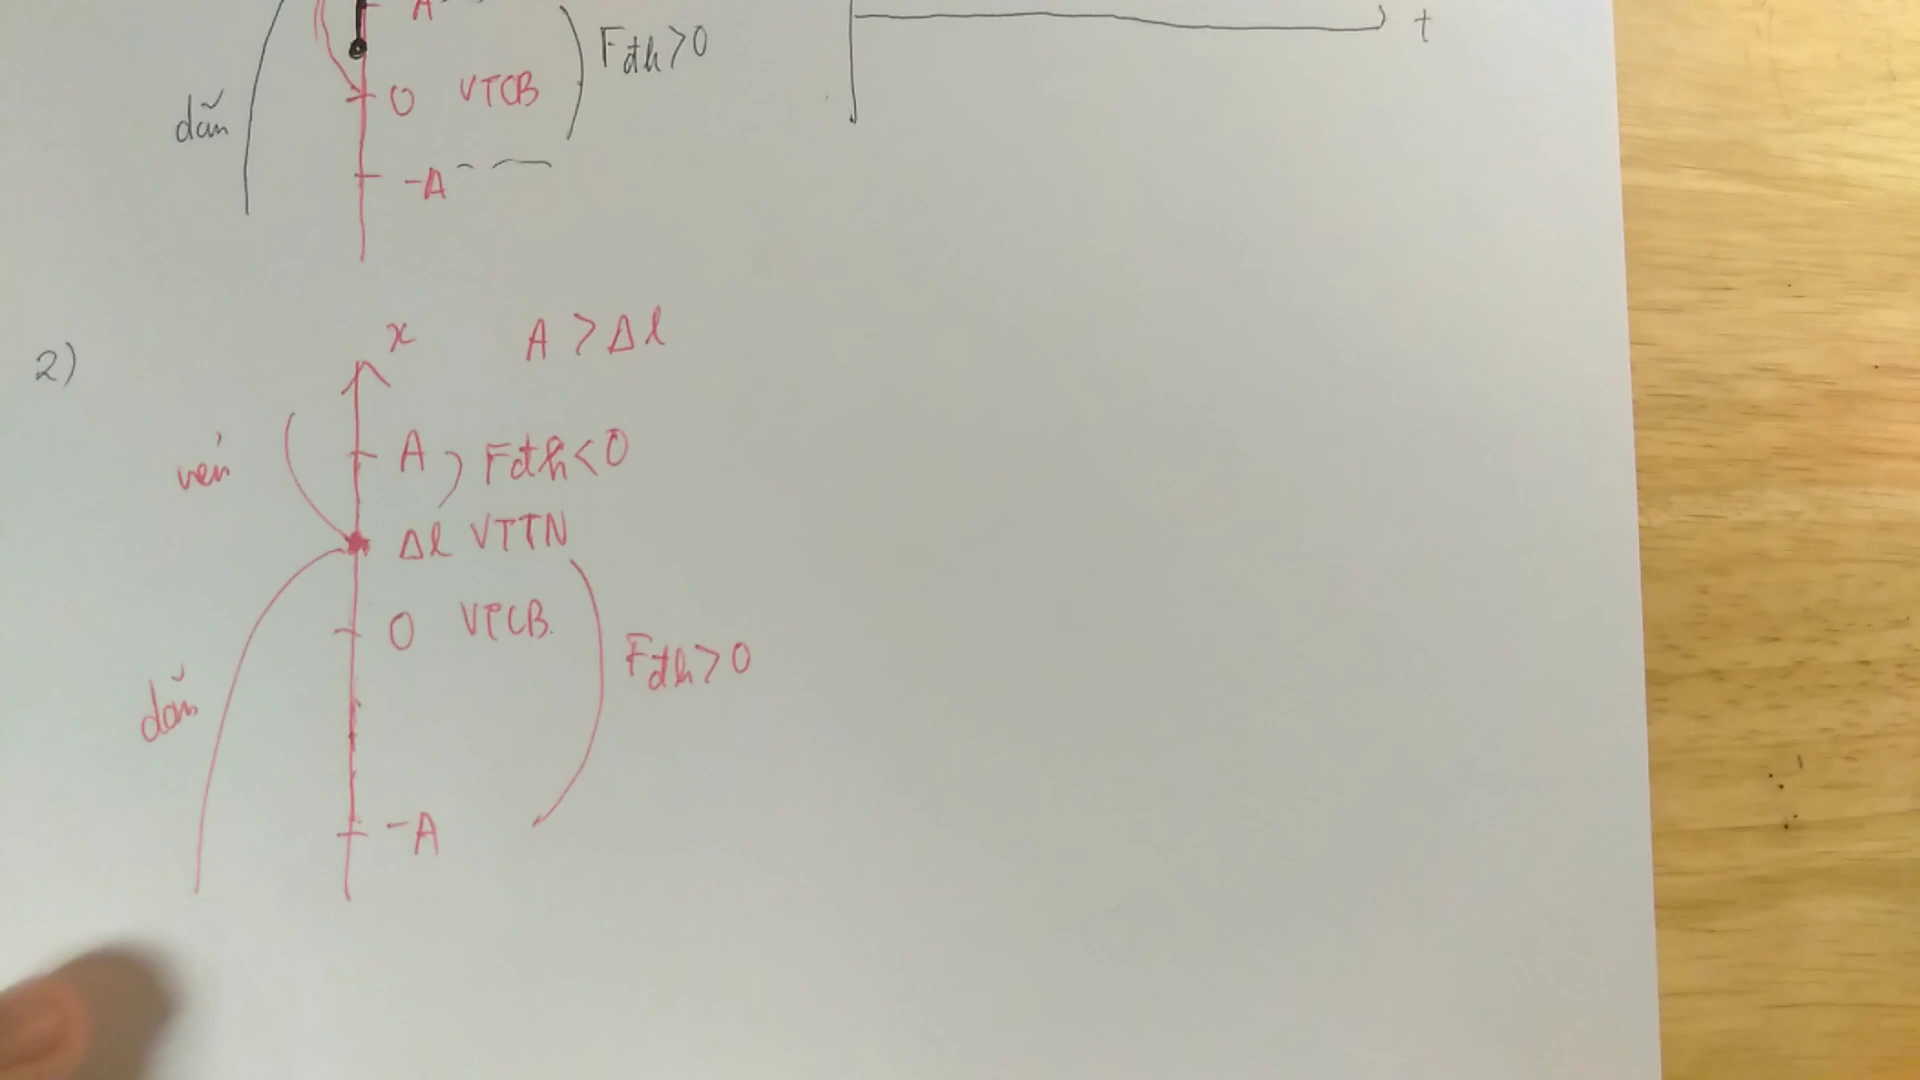 A
Fđh>0
t
O VTCB
dãn
-A
2)
x
A > Δl
A
Fđh<0
nén
Δl VTTN
O VTCB.
Fđh>0
dãn
-A